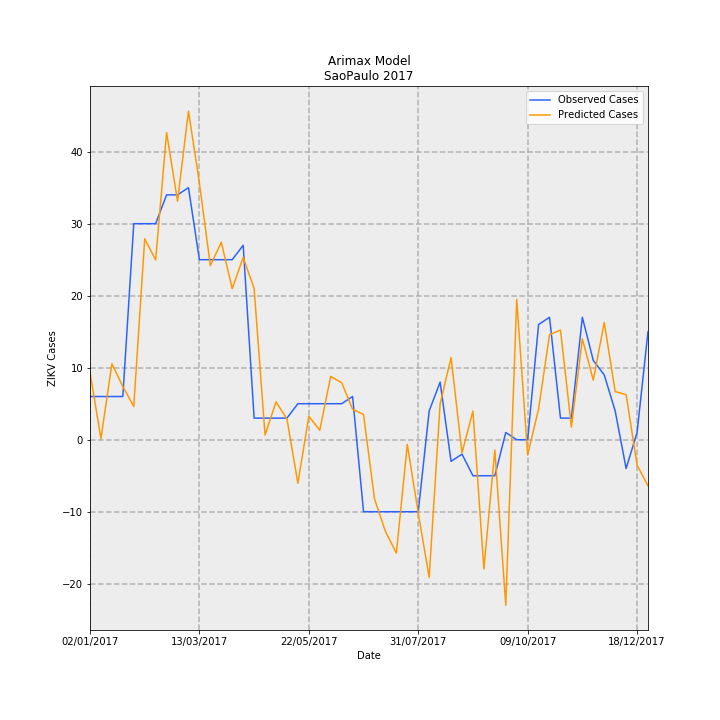 Arimax Model
SaoPaulo 2017
Observed Cases
Predicted Cases
ZIKV Cases
40
30
20
10
0
−10
−20
02/01/2017 13/03/2017 22/05/2017 31/07/2017 09/10/2017 18/12/2017
Date